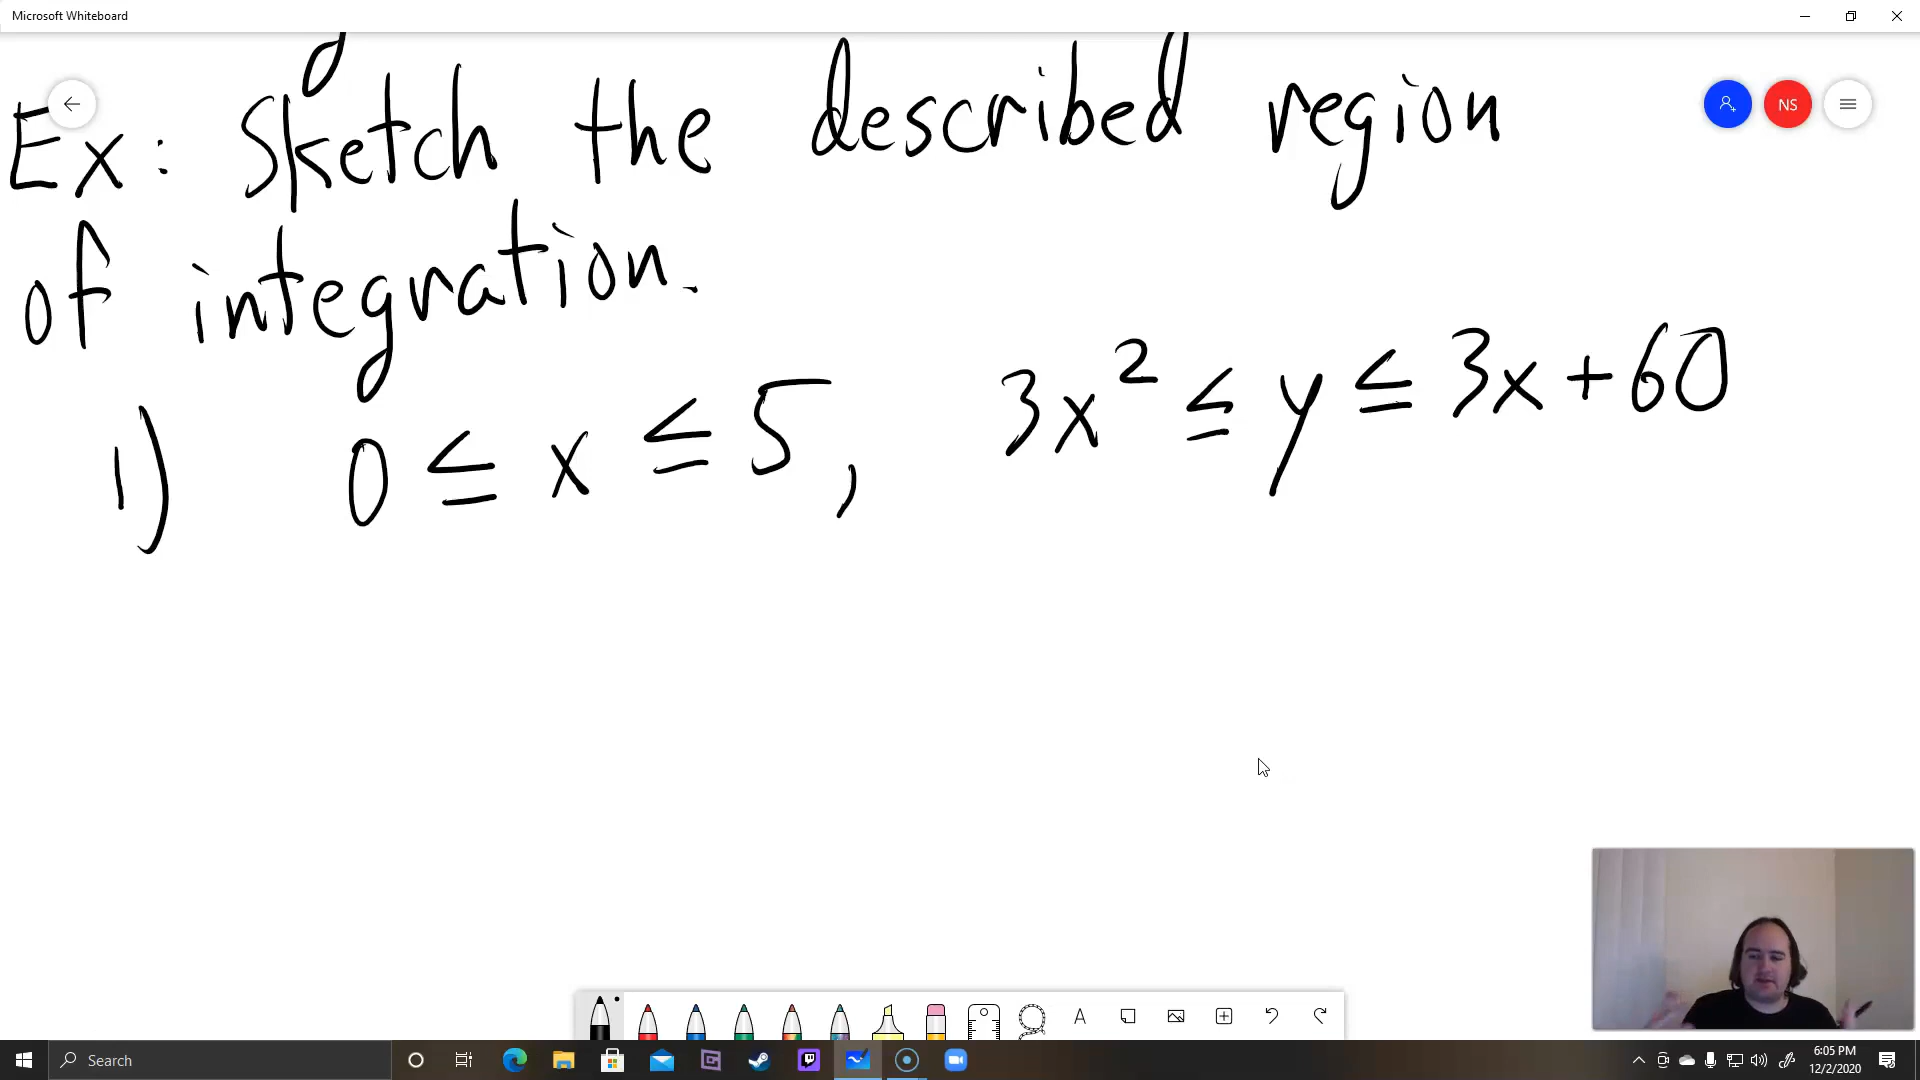 Microsoft Whiteboard
Ex: Sketch the described region
of integration.
1) 0 ≤ x ≤ 5, 3x² ≤ y ≤ 3x + 60
NS
A
Search
6:05 PM
12/2/2020